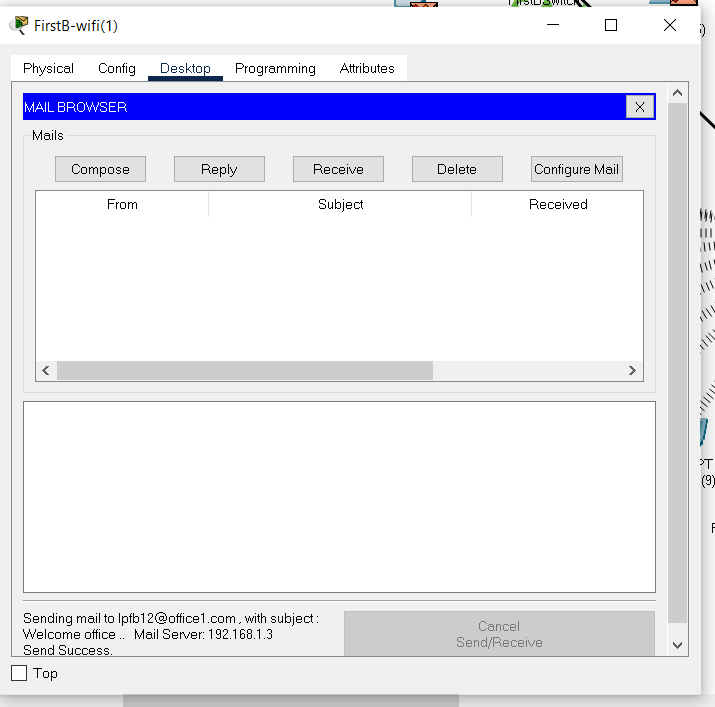 FirstB-wifi(1)
Physical Config Desktop Programming Attributes
MAIL BROWSER X
Mails
Compose Reply Receive Delete Configure Mail
From Subject Received
Sending mail to lpfb12@office1.com , with subject :
Welcome office .. Mail Server: 192.168.1.3
Send Success.
Cancel
Send/Receive
Top
PT
(9)